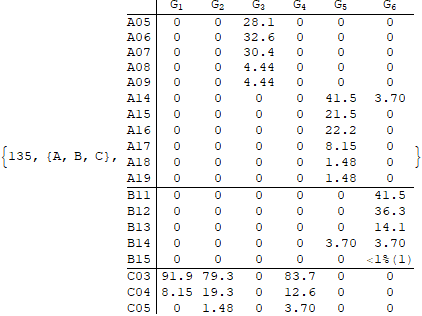 G₁ G₂ G₃ G₄ G₅ G₆
A05 0 0 28.1 0 0 0
A06 0 0 32.6 0 0 0
A07 0 0 30.4 0 0 0
A08 0 0 4.44 0 0 0
A09 0 0 4.44 0 0 0
A14 0 0 0 0 41.5 3.70
A15 0 0 0 0 21.5 0
A16 0 0 0 0 22.2 0
{135, {A, B, C}, A17 0 0 0 0 8.15 0 }
A18 0 0 0 0 1.48 0
A19 0 0 0 0 1.48 0
B11 0 0 0 0 0 41.5
B12 0 0 0 0 0 36.3
B13 0 0 0 0 0 14.1
B14 0 0 0 0 3.70 3.70
B15 0 0 0 0 0 <1%(1)
C03 91.9 79.3 0 83.7 0 0
C04 8.15 19.3 0 12.6 0 0
C05 0 1.48 0 3.70 0 0